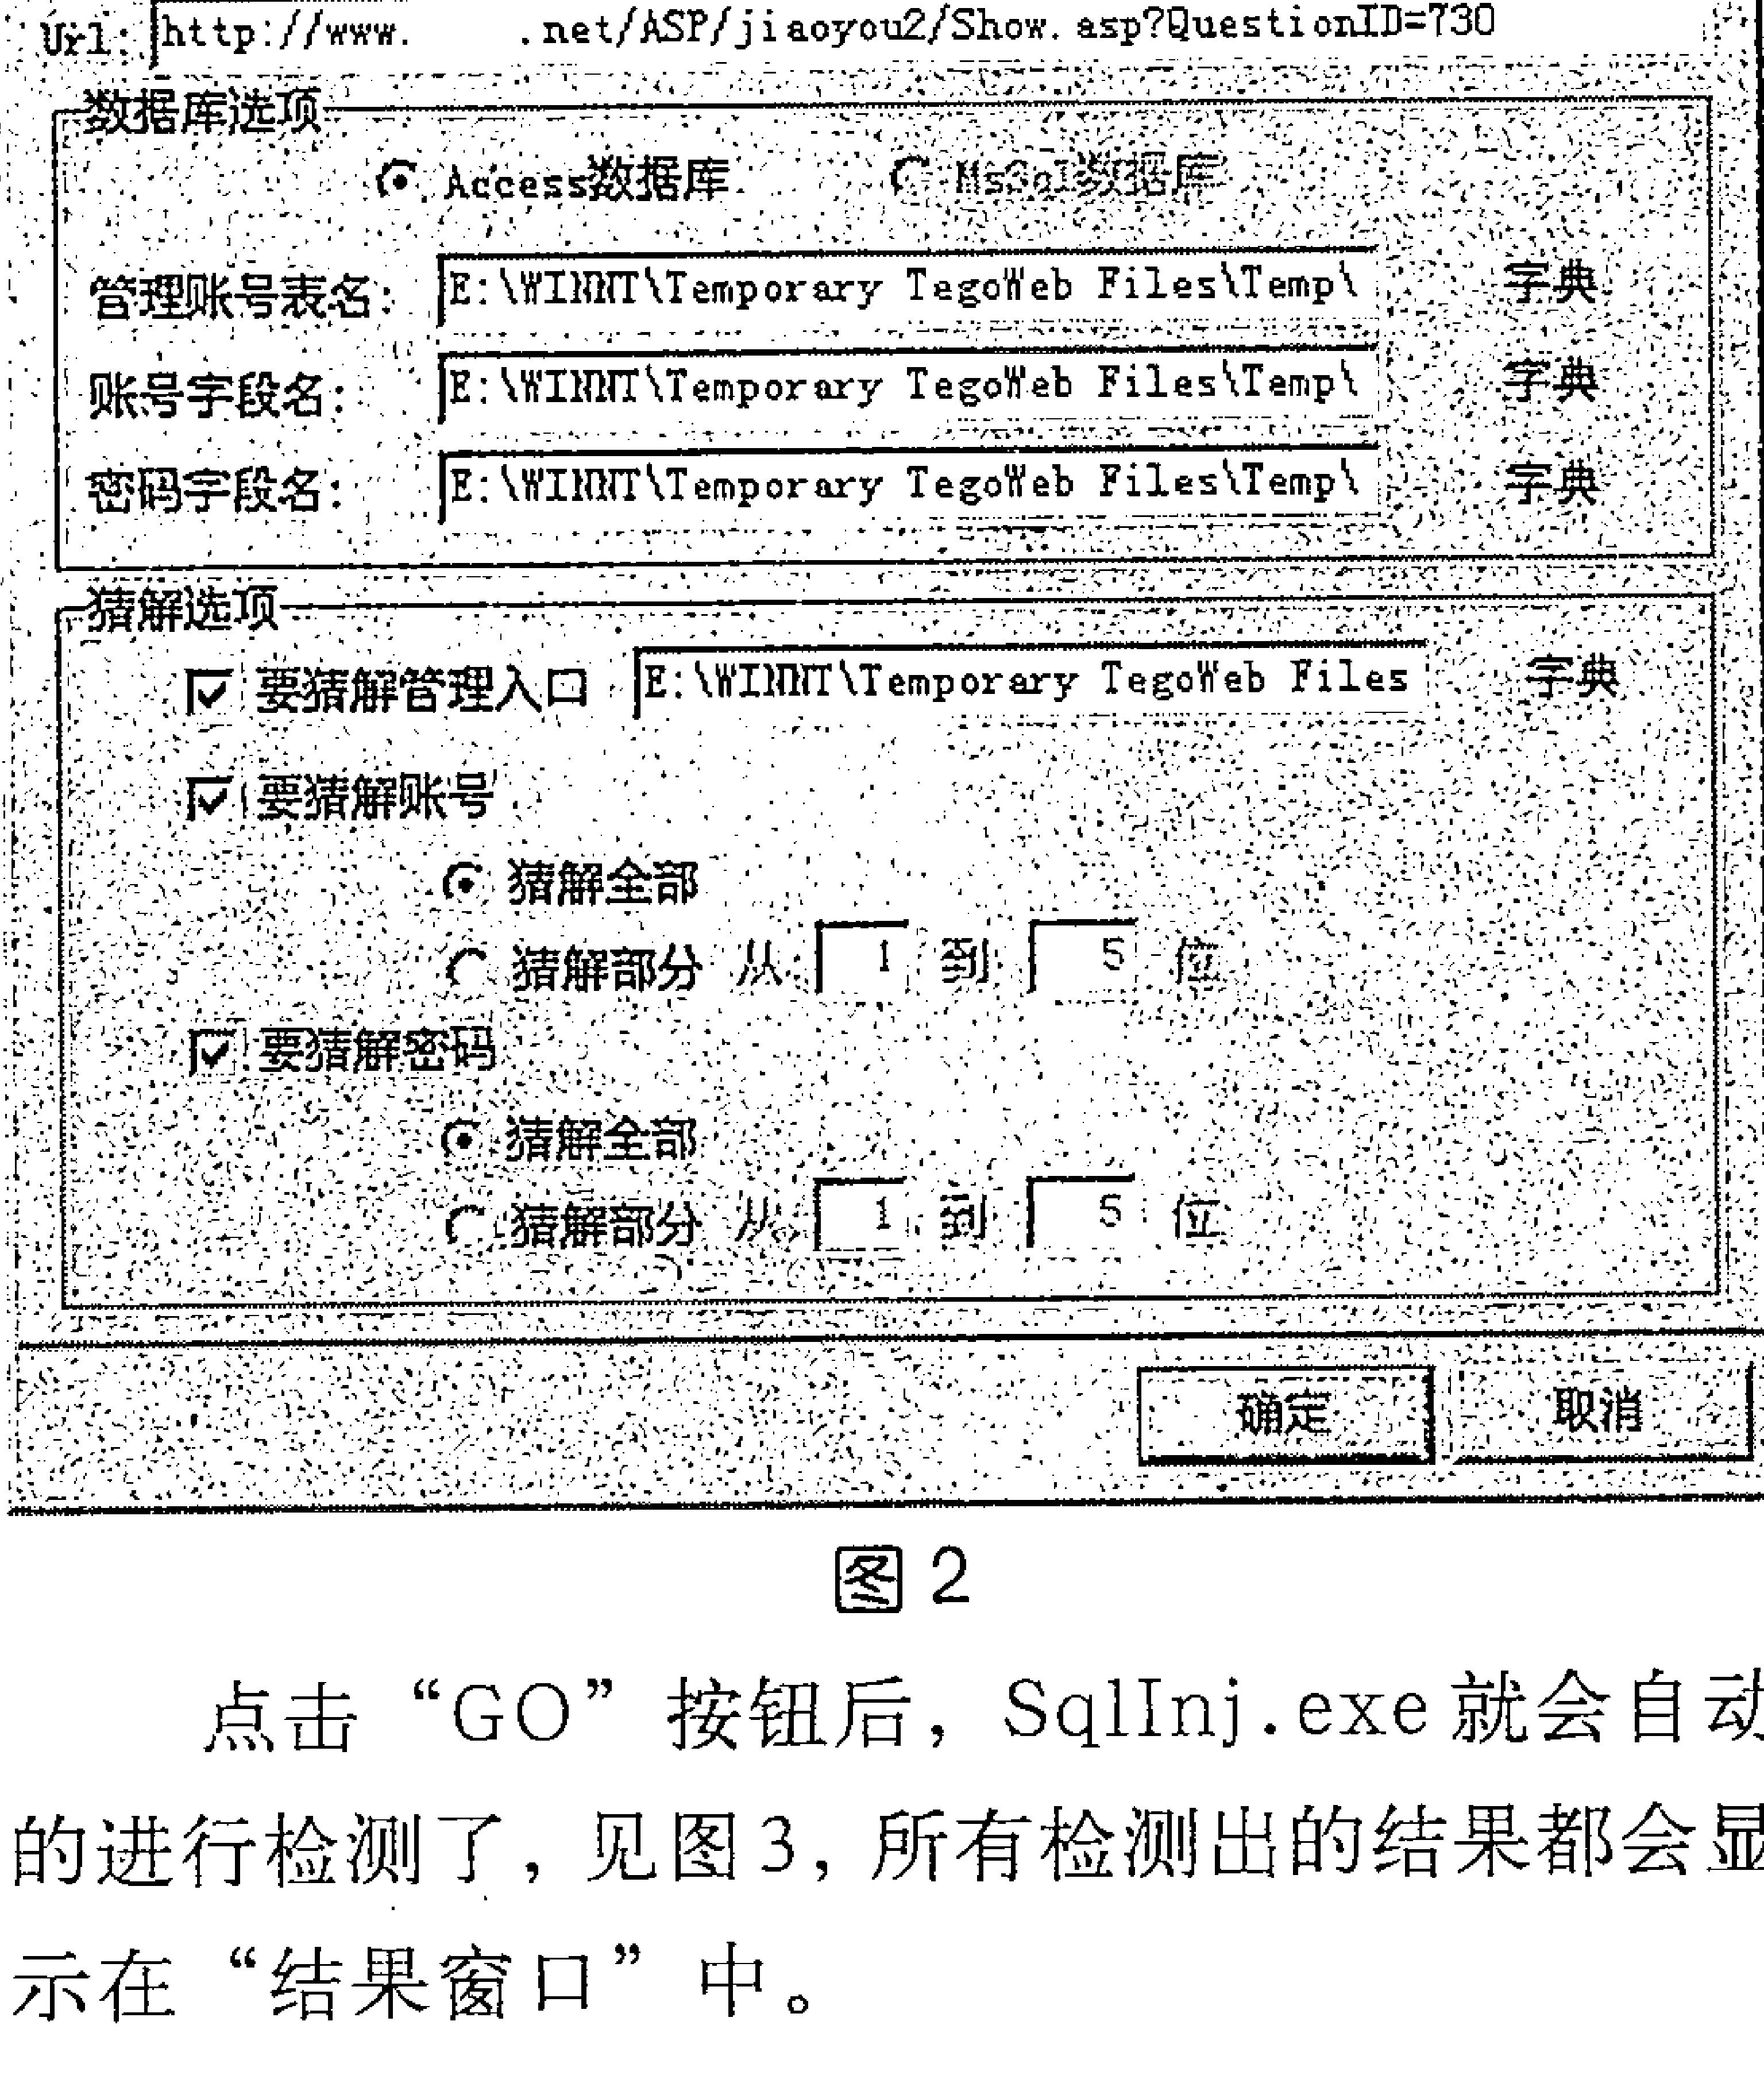 Url: http://www. .net/ASP/jiaoyou2/Show.asp?QuestionID=730
数据库选项
Access数据库 MsSql数据库
管理账号表名: E:\WINNT\Temporary TegoWeb Files\Temp\ 字典
账号字段名: E:\WINNT\Temporary TegoWeb Files\Temp\ 字典
密码字段名: E:\WINNT\Temporary TegoWeb Files\Temp\ 字典
猜解选项
要猜解管理入口 E:\WINNT\Temporary TegoWeb Files 字典
要猜解账号
猜解全部
猜解部分 从 1 到 5 位
要猜解密码
猜解全部
猜解部分 从 1 到 5 位
确定 取消
图2
点击“GO”按钮后，SqlInj.exe就会自动
的进行检测了，见图3，所有检测出的结果都会显
示在“结果窗口”中。